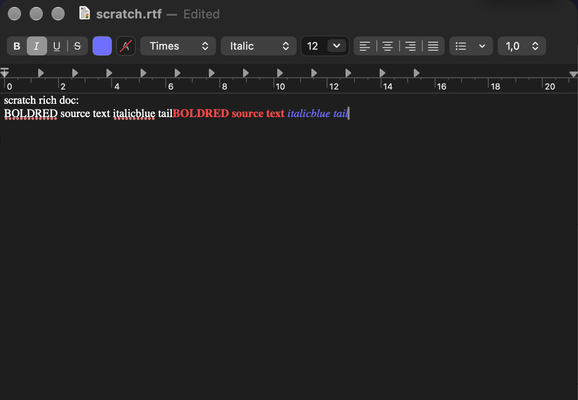 scratch.rtf — Edited
B I U S A Times Italic 12 1,0
0 2 4 6 8 10 12 14 16 18 20
scratch rich doc:
BOLDRED source text italicblue tailBOLDRED source text italicblue tail